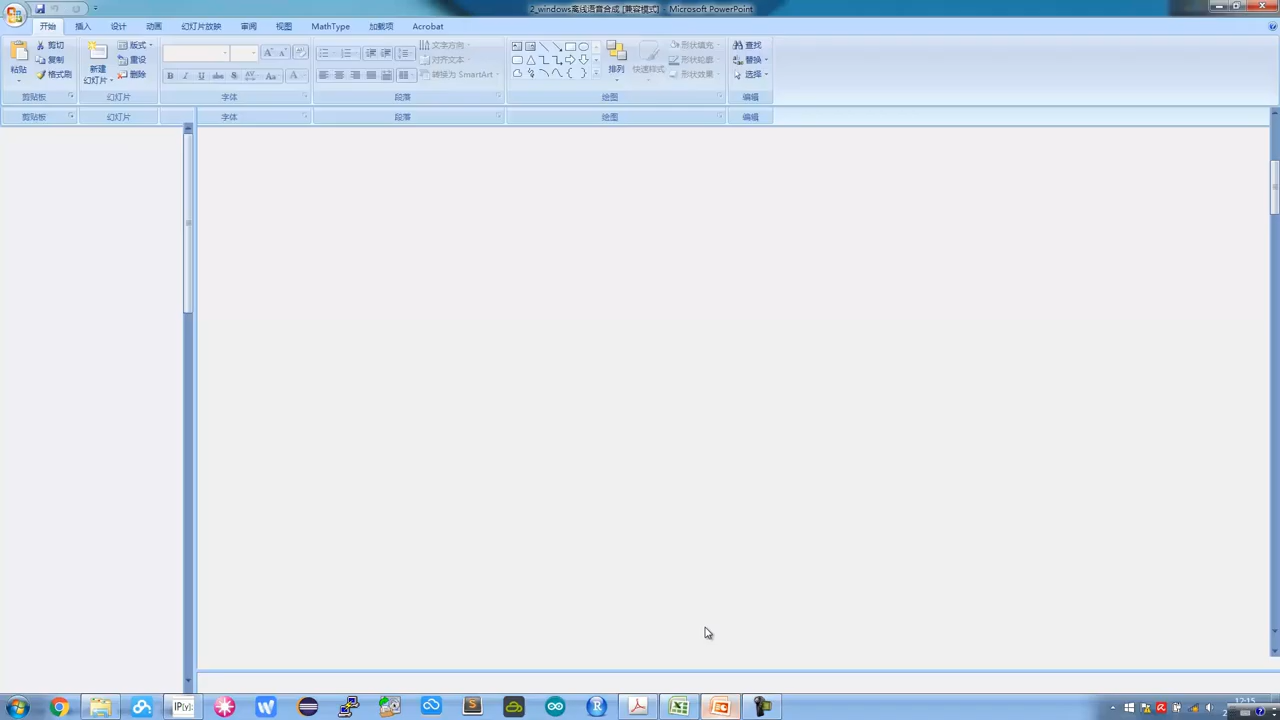 2_windows离线语音合成 [兼容模式] - Microsoft PowerPoint
开始 插入 设计 动画 幻灯片放映 审阅 视图 MathType 加载项 Acrobat
剪切 版式 文字方向 形状填充 查找
粘贴 复制 新建 重设 对齐文本 排列 快速样式 形状轮廓 替换
格式刷 幻灯片 删除 B I U abe S AV Aa A 转换为 SmartArt 形状效果 选择
剪贴板 幻灯片 字体 段落 绘图 编辑
剪贴板 幻灯片 字体 段落 绘图 编辑
IP[y]: W S R
12:15